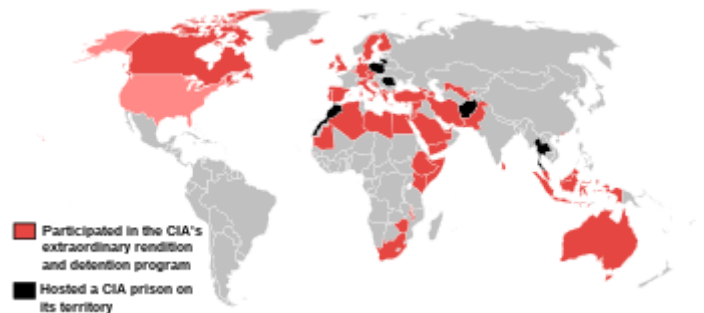 Participated in the CIA's
extraordinary rendition
and detention program
Hosted a CIA prison on
its territory